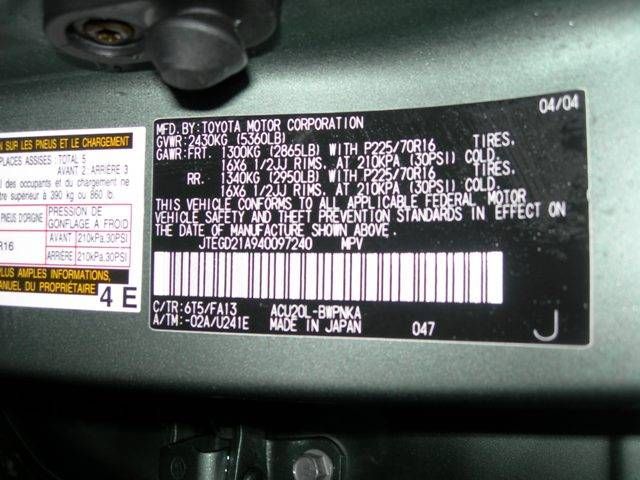 04/04
MFD. BY: TOYOTA MOTOR CORPORATION
GVWR: 2430KG (5360LB)
GAWR: FRT. 1300KG (2865LB) WITH P225/70R16 TIRES,
16X6 1/2JJ RIMS, AT 210KPA (30PSI) COLD.
RR. 1340KG (2950LB) WITH P225/70R16 TIRES,
16X6 1/2JJ RIMS, AT 210KPA (30PSI) COLD.
THIS VEHICLE CONFORMS TO ALL APPLICABLE FEDERAL MOTOR
VEHICLE SAFETY AND THEFT PREVENTION STANDARDS IN EFFECT ON
THE DATE OF MANUFACTURE SHOWN ABOVE.
JTEGD21A940097240 MPV
C/TR: 6T5/FA13 ACU20L-BWPNKA
A/TM: -02A/U241E MADE IN JAPAN 047
J
N SUR LES PNEUS ET LE CHARGEMENT
PLACES ASSISES: TOTAL 5
AVANT 2 ARRIÈRE 3
l des occupants et du chargement ne
tre supérieur à 390 kg ou 860 lb.
PNEUS D'ORIGINE PRESSION DE
GONFLAGE À FROID
R16 AVANT 210kPa, 30PSI
ARRIÈRE 210kPa, 30PSI
PLUS AMPLES INFORMATIONS,
MANUEL DU PROPRIÉTAIRE
4 E